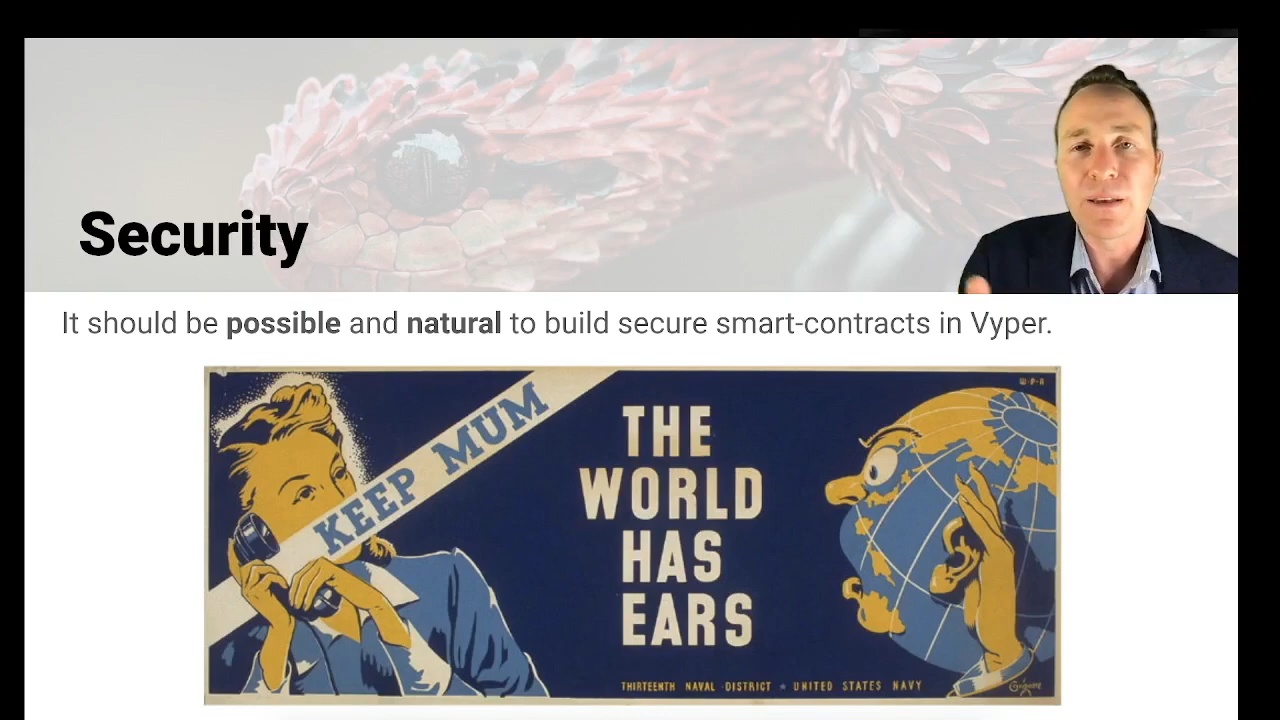 Security
It should be possible and natural to build secure smart-contracts in Vyper.
KEEP MUM
W·P·A
THE
WORLD
HAS
EARS
THIRTEENTH NAVAL DISTRICT ★ UNITED STATES NAVY